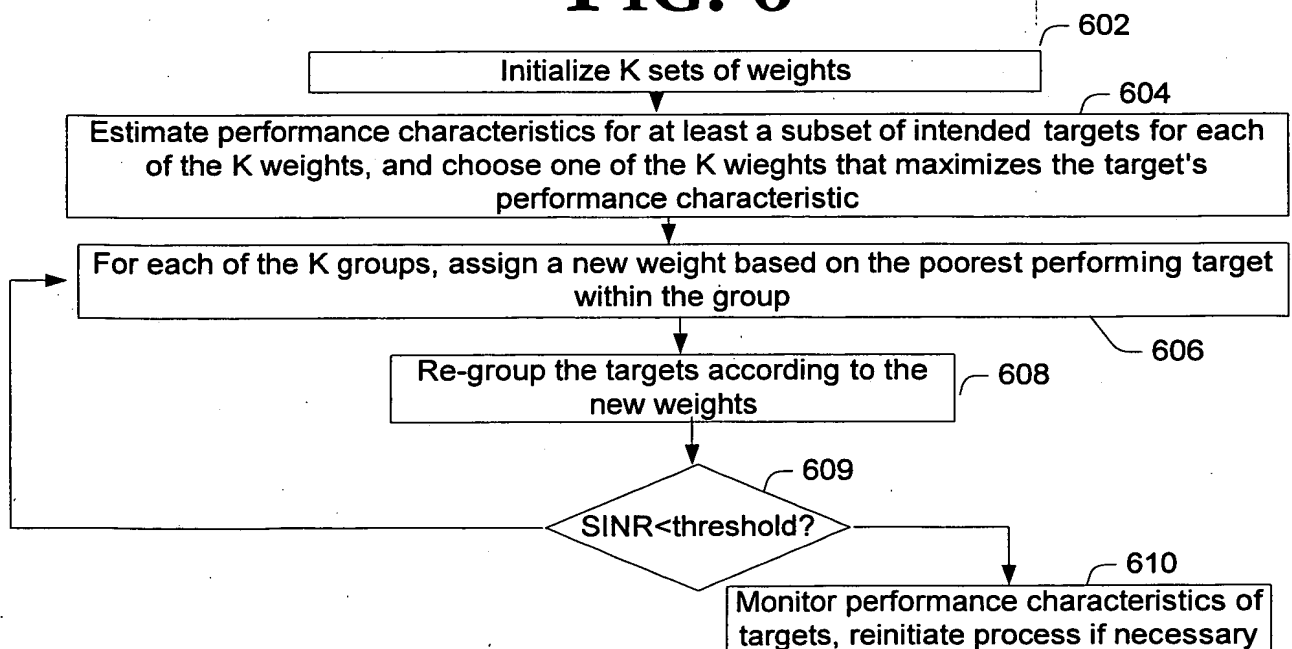 FIG. 6
602
Initialize K sets of weights
604
Estimate performance characteristics for at least a subset of intended targets for each
of the K weights, and choose one of the K wieghts that maximizes the target's
performance characteristic
For each of the K groups, assign a new weight based on the poorest performing target
within the group
606
Re-group the targets according to the
new weights
608
609
SINR<threshold?
610
Monitor performance characteristics of
targets, reinitiate process if necessary